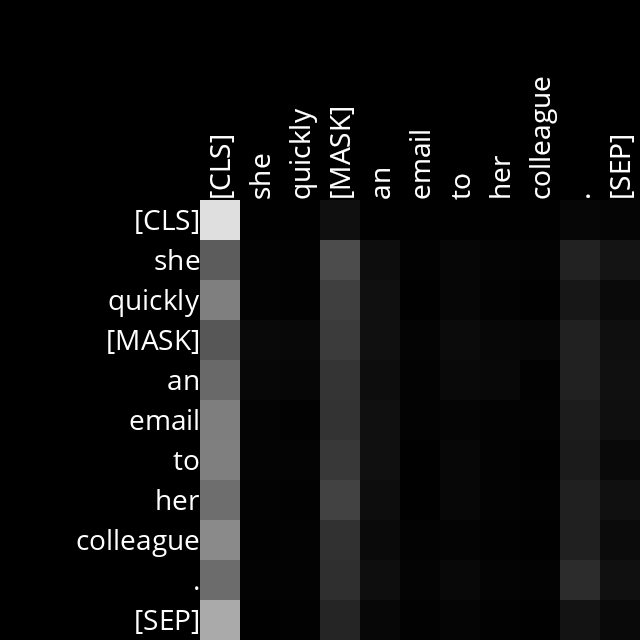 [CLS] she quickly [MASK] an email to her colleague . [SEP]
[CLS]
she
quickly
[MASK]
an
email
to
her
colleague
.
[SEP]